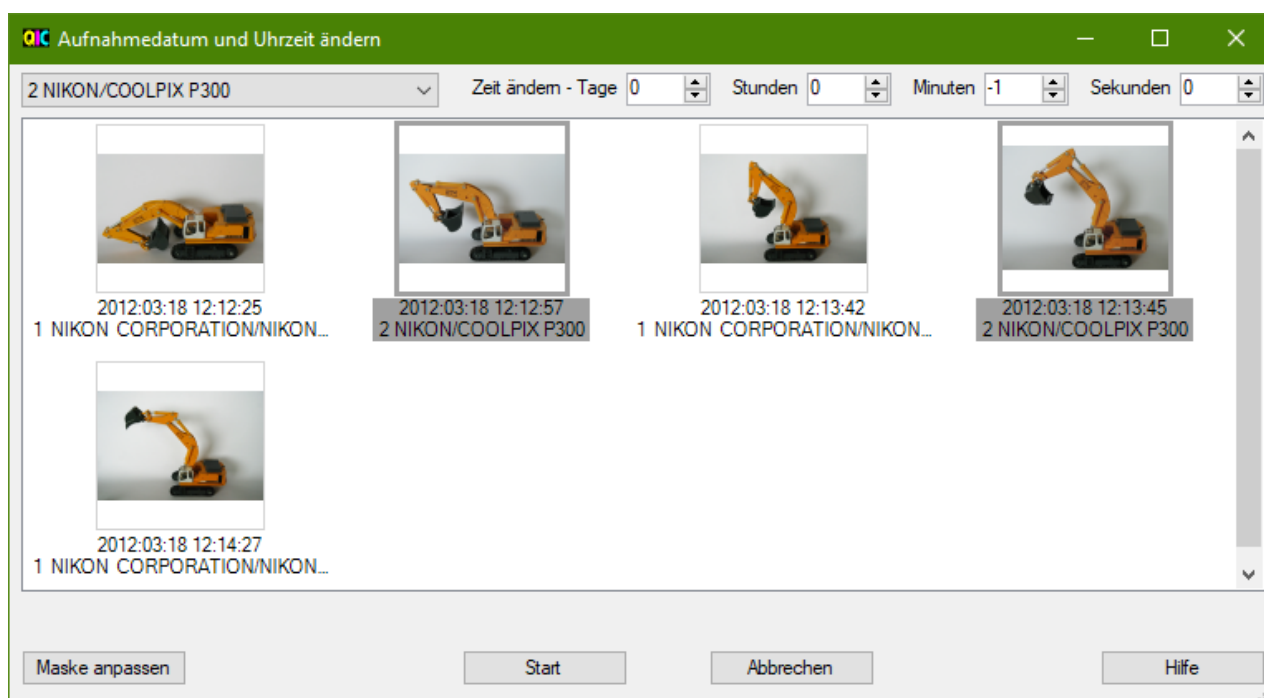 QIC Aufnahmedatum und Uhrzeit ändern
2 NIKON/COOLPIX P300 Zeit ändern - Tage 0 Stunden 0 Minuten -1 Sekunden 0
2012:03:18 12:12:25
1 NIKON CORPORATION/NIKON...
2012:03:18 12:12:57
2 NIKON/COOLPIX P300
2012:03:18 12:13:42
1 NIKON CORPORATION/NIKON...
2012:03:18 12:13:45
2 NIKON/COOLPIX P300
2012:03:18 12:14:27
1 NIKON CORPORATION/NIKON...
Maske anpassen Start Abbrechen Hilfe